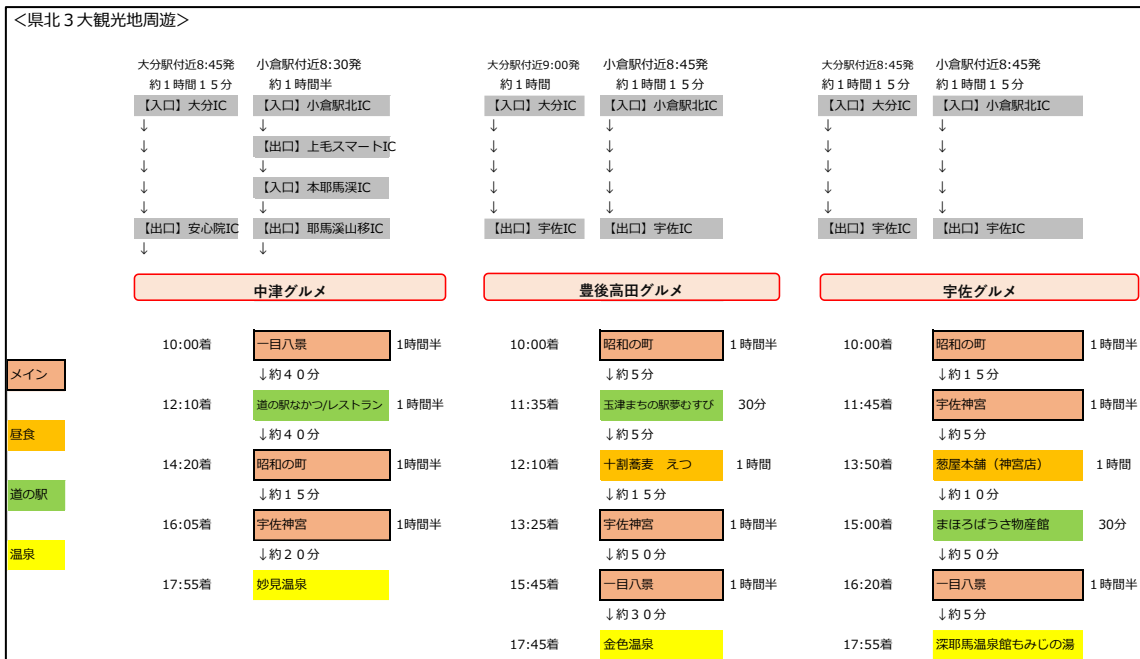 ＜県北３大観光地周遊＞
大分駅付近8:45発 小倉駅付近8:30発
約１時間１５分 約１時間半
【入口】大分IC 【入口】小倉駅北IC
↓ ↓
↓ 【出口】上毛スマートIC
↓ ↓
↓ 【入口】本耶馬渓IC
↓ ↓
【出口】安心院IC 【出口】耶馬溪山移IC
↓ ↓
中津グルメ
10:00着 一目八景 1時間半
↓約４０分
12:10着 道の駅なかつ/レストラン 1時間半
↓約４０分
14:20着 昭和の町 1時間半
↓約１５分
16:05着 宇佐神宮 1時間半
↓約２０分
17:55着 妙見温泉
大分駅付近9:00発 小倉駅付近8:45発
約１時間 約１時間１５分
【入口】大分IC 【入口】小倉駅北IC
↓ ↓
↓ ↓
↓ ↓
↓ ↓
↓ ↓
【出口】宇佐IC 【出口】宇佐IC
豊後高田グルメ
10:00着 昭和の町 1時間半
↓約5分
11:35着 玉津まちの駅夢むすび 30分
↓約5分
12:10着 十割蕎麦　えつ 1時間
↓約１５分
13:25着 宇佐神宮 1時間半
↓約５０分
15:45着 一目八景 1時間半
↓約３０分
17:45着 金色温泉
大分駅付近8:45発 小倉駅付近8:45発
約１時間１５分 約１時間１５分
【入口】大分IC 【入口】小倉駅北IC
↓ ↓
↓ ↓
↓ ↓
↓ ↓
↓ ↓
【出口】宇佐IC 【出口】宇佐IC
宇佐グルメ
10:00着 昭和の町 1時間半
↓約１５分
11:45着 宇佐神宮 1時間半
↓約5分
13:50着 葱屋本舗（神宮店） 1時間
↓約１０分
15:00着 まほろばうさ物産館 30分
↓約５０分
16:20着 一目八景 1時間半
↓約5分
17:55着 深耶馬温泉館もみじの湯
メイン
昼食
道の駅
温泉